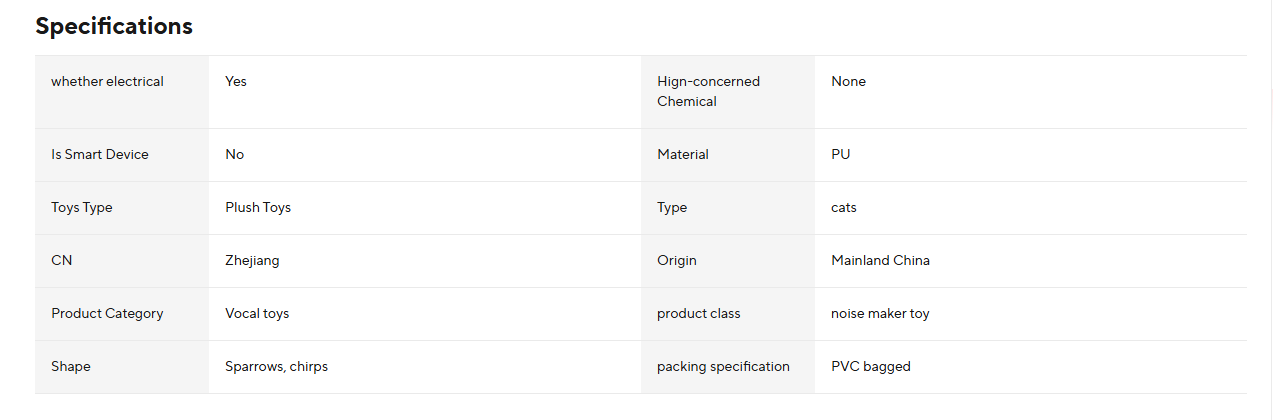 Specifications
whether electrical Yes Hign-concerned Chemical None
Is Smart Device No Material PU
Toys Type Plush Toys Type cats
CN Zhejiang Origin Mainland China
Product Category Vocal toys product class noise maker toy
Shape Sparrows, chirps packing specification PVC bagged